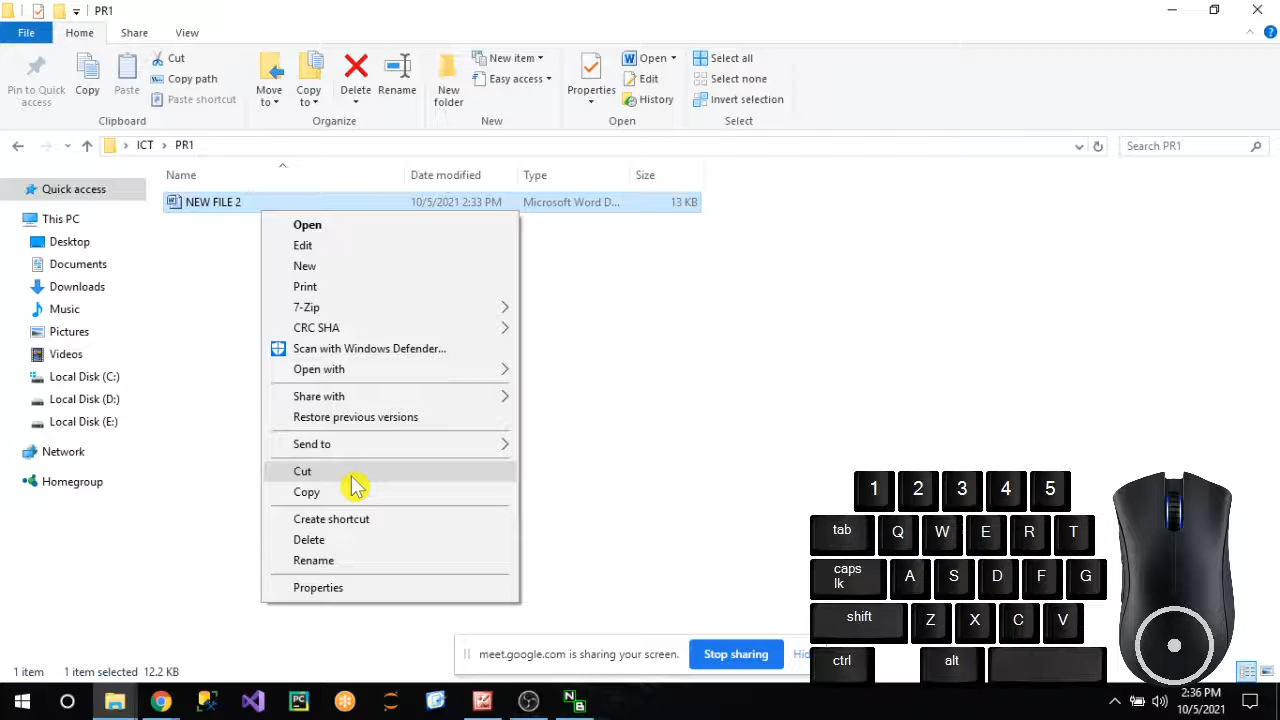 PR1
File Home Share View
Pin to Quick access
Copy
Paste
Cut
Copy path
Paste shortcut
Clipboard
Move to
Copy to
Delete
Rename
Organize
New folder
New item
Easy access
New
Properties
Open
Edit
History
Open
Select all
Select none
Invert selection
Select
ICT PR1
Search PR1
Name Date modified Type Size
NEW FILE 2 10/5/2021 2:33 PM Microsoft Word D... 13 KB
Quick access
This PC
Desktop
Documents
Downloads
Music
Pictures
Videos
Local Disk (C:)
Local Disk (D:)
Local Disk (E:)
Network
Homegroup
Open
Edit
New
Print
7-Zip
CRC SHA
Scan with Windows Defender...
Open with
Share with
Restore previous versions
Send to
Cut
Copy
Create shortcut
Delete
Rename
Properties
1 2 3 4 5
tab Q W E R T
caps lk A S D F G
shift Z X C V
ctrl alt
meet.google.com is sharing your screen. Stop sharing
1 item 1 item selected 12.2 KB
2:36 PM
10/5/2021